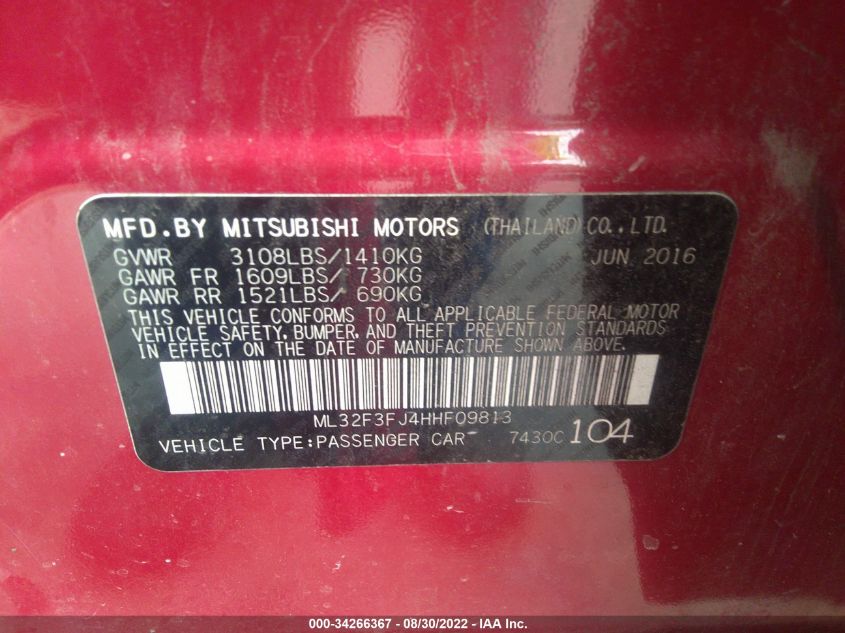 MFD.BY MITSUBISHI MOTORS (THAILAND)CO.,LTD.
GVWR 3108LBS/1410KG JUN 2016
GAWR FR 1609LBS/ 730KG
GAWR RR 1521LBS/ 690KG
THIS VEHICLE CONFORMS TO ALL APPLICABLE FEDERAL MOTOR
VEHICLE SAFETY, BUMPER, AND THEFT PREVENTION STANDARDS
IN EFFECT ON THE DATE OF MANUFACTURE SHOWN ABOVE.
ML32F3FJ4HHF09813
VEHICLE TYPE:PASSENGER CAR 7430C 104
000-34266367 - 08/30/2022 - IAA Inc.